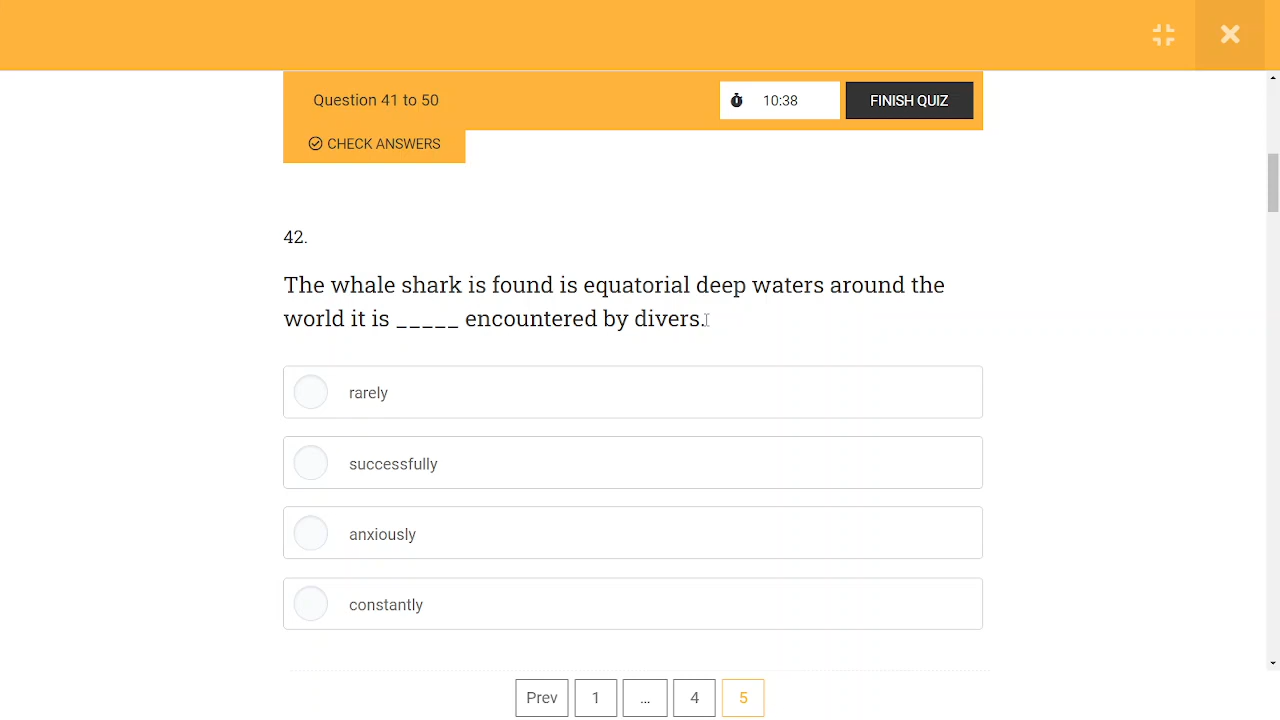 Question 41 to 50
10:38
FINISH QUIZ
CHECK ANSWERS
42.
The whale shark is found is equatorial deep waters around the
world it is _____ encountered by divers.
rarely
successfully
anxiously
constantly
Prev
1
...
4
5